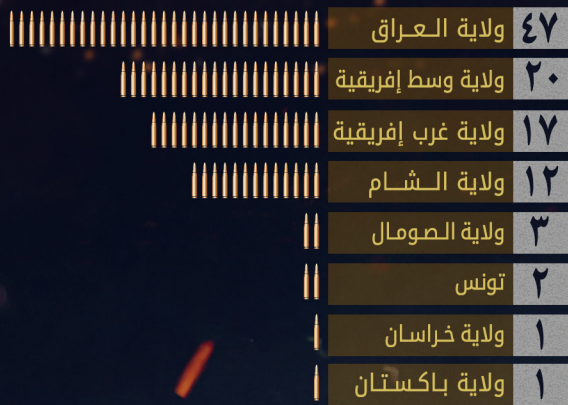 ٤٧ ولاية العراق
٢٠ ولاية وسط إفريقية
١٧ ولاية غرب إفريقية
١٢ ولاية الشام
٣ ولاية الصومال
٢ تونس
١ ولاية خراسان
١ ولاية باكستان